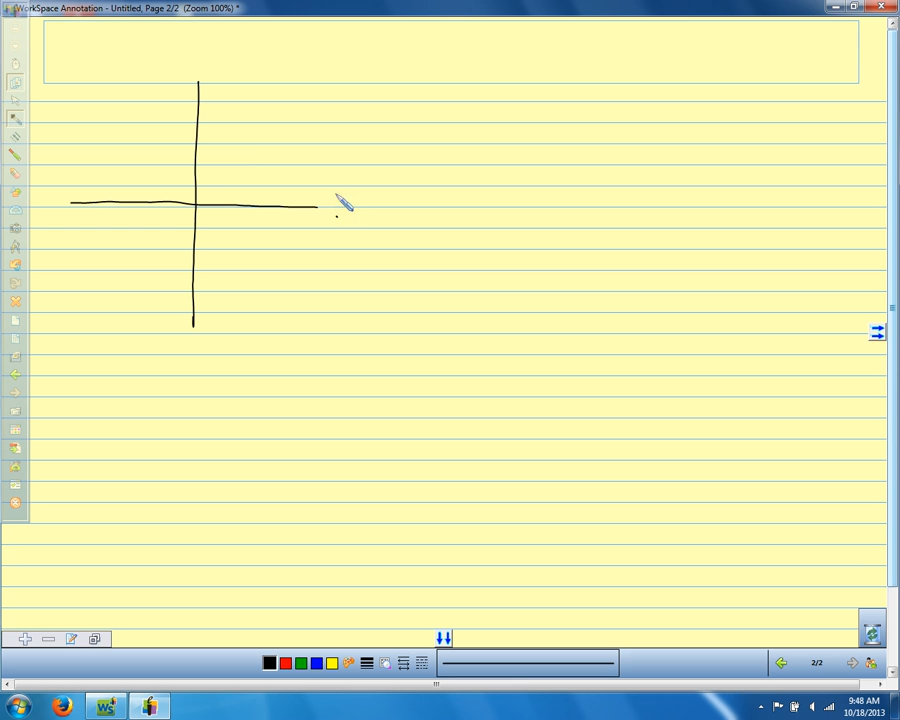 WorkSpace Annotation - Untitled, Page 2/2 (Zoom 100%) *
2/2
9:48 AM
10/18/2013